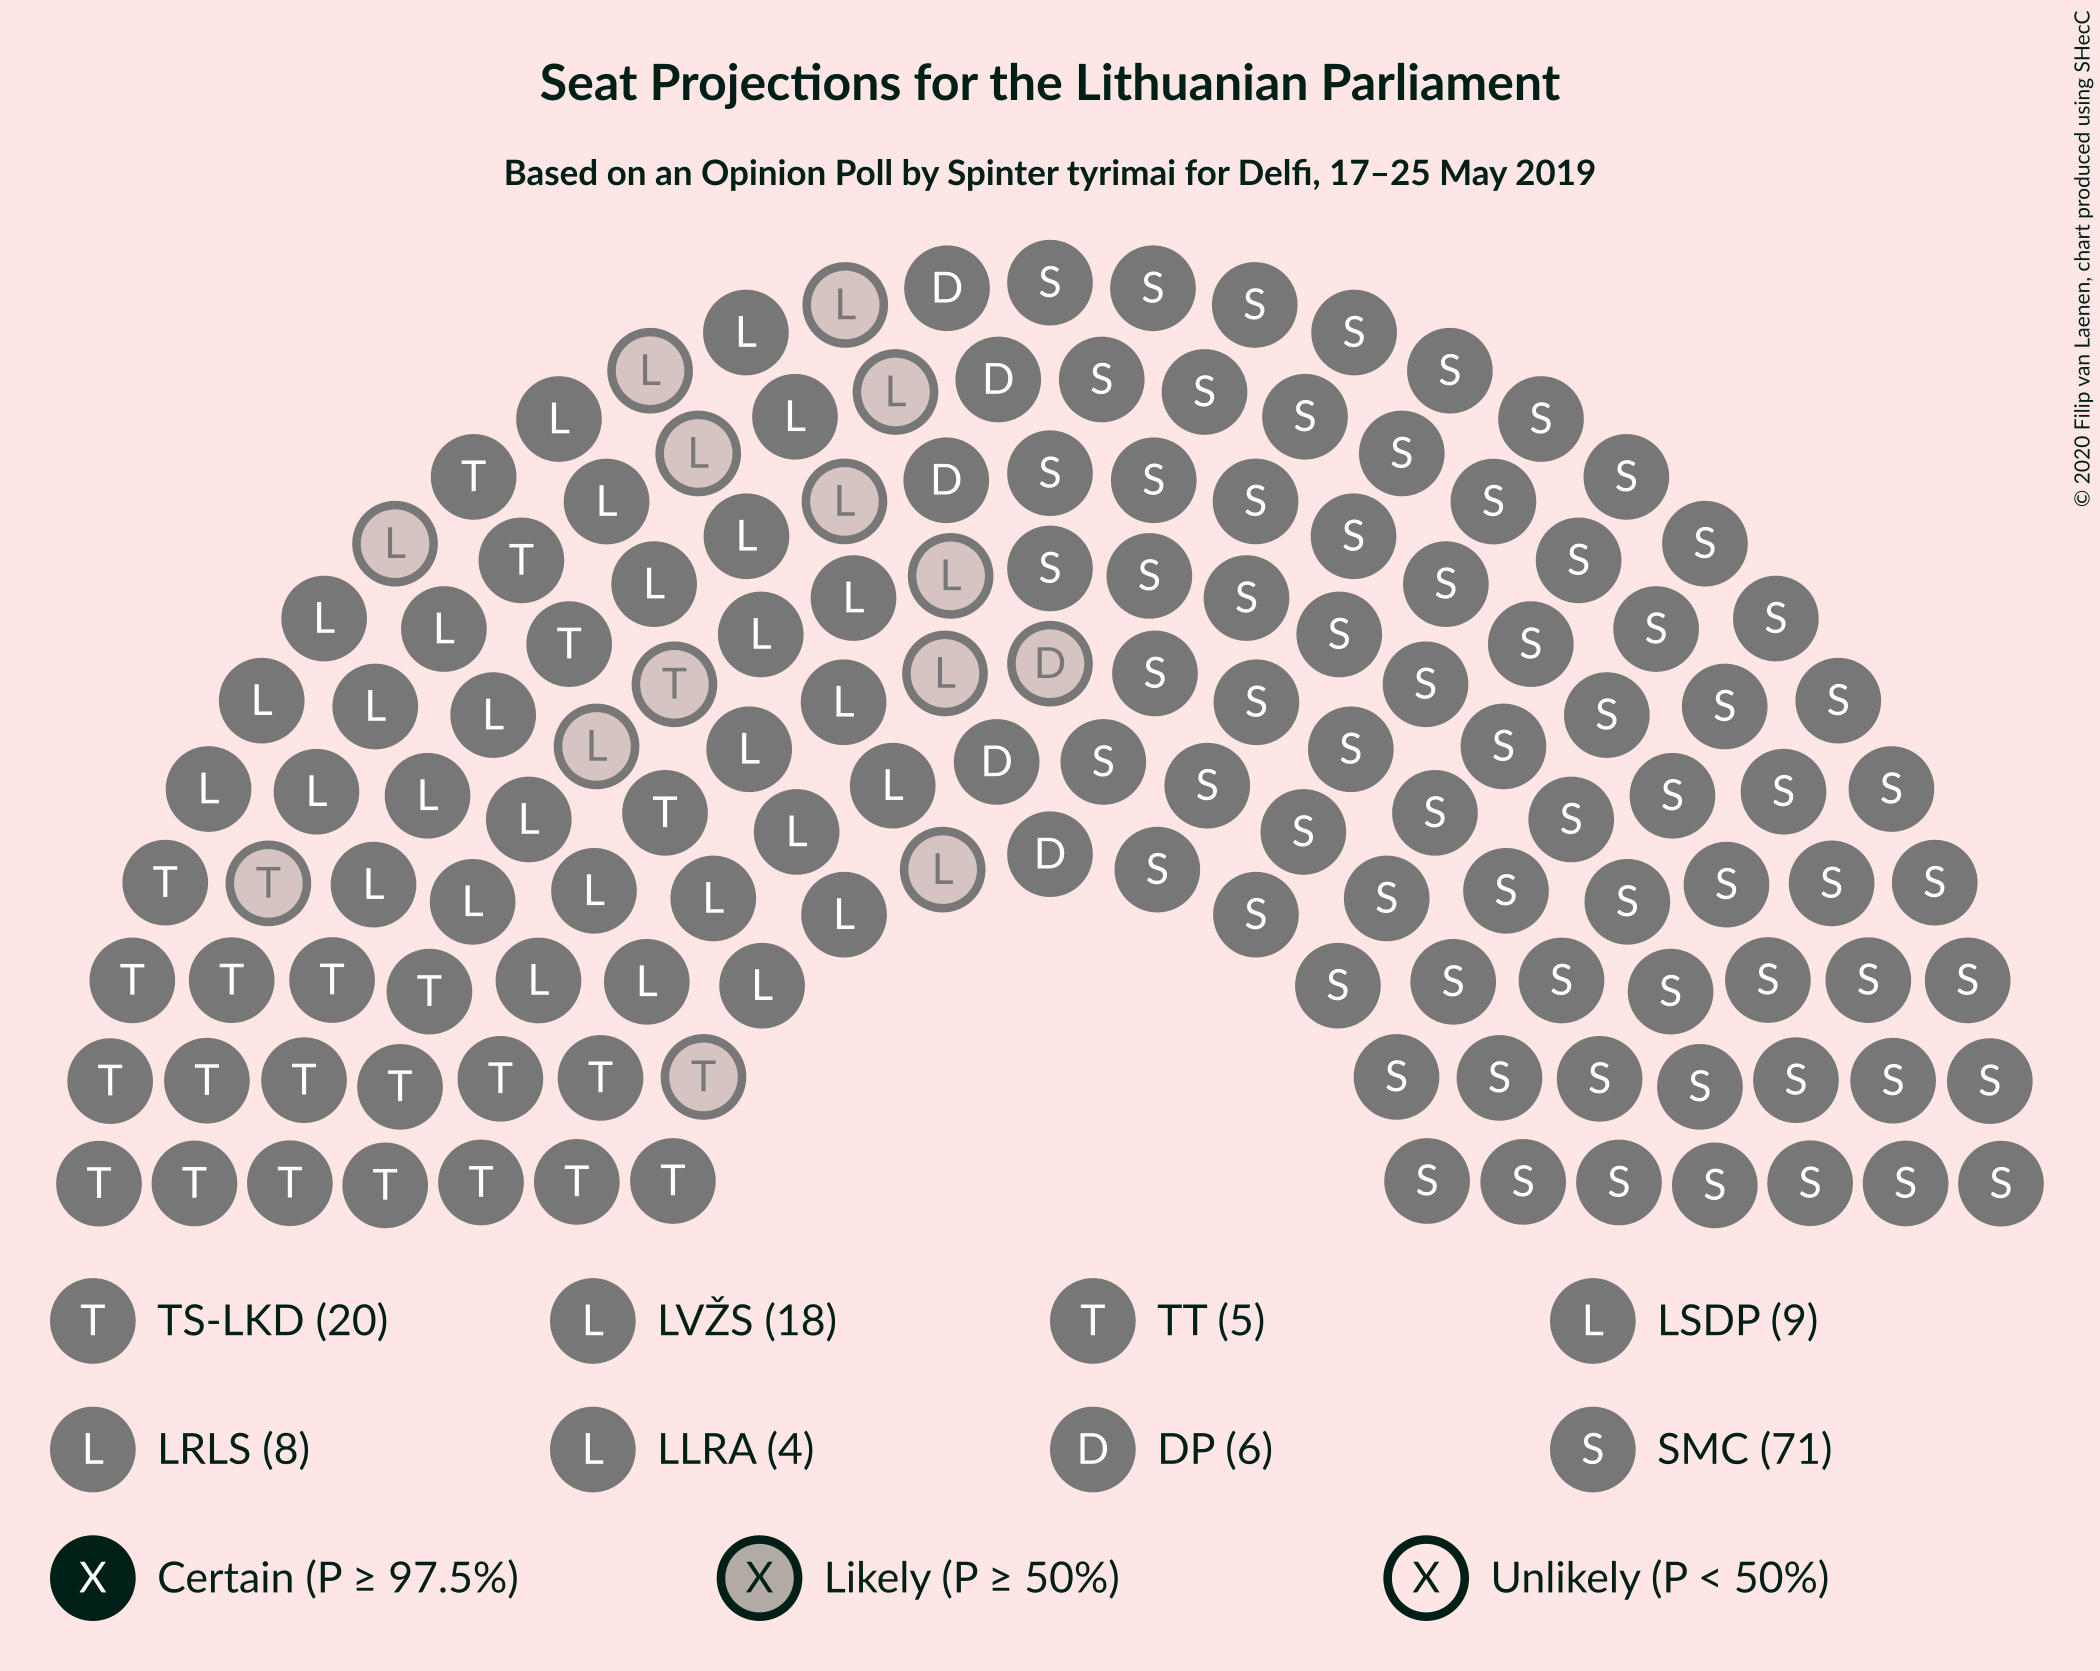 Seat Projections for the Lithuanian Parliament
Based on an Opinion Poll by Spinter tyrimai for Delfi, 17–25 May 2019
© 2020 Filip van Laenen, chart produced using SHecC
L D S S S
L S
L L D S S S
L L S S
T L D S S S S
L L S S
L L S S
T L L L S S S S S
L L T L S S S S
L L L T L L D S S S S S S
L L S S
L L L L T L L D S S S S S S S S
T T L L L L L L D S S S S S S S S
T T T T L L L S S S S S S S
T T T T T T T S S S S S S S
T T T T T T T S S S S S S S
T TS-LKD (20) L LVŽS (18) T TT (5) L LSDP (9)
L LRLS (8) L LLRA (4) D DP (6) S SMC (71)
X Certain (P ≥ 97.5%) X Likely (P ≥ 50%) X Unlikely (P < 50%)